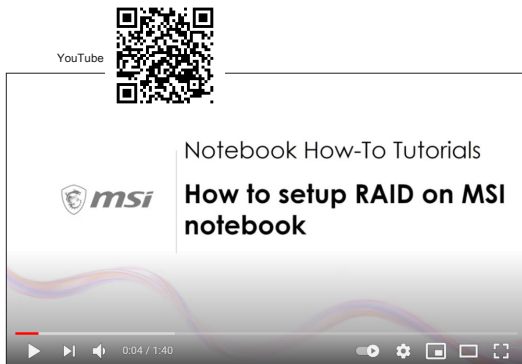 YouTube
Notebook How-To Tutorials
msi
How to setup RAID on MSI
notebook
0:04 / 1:40